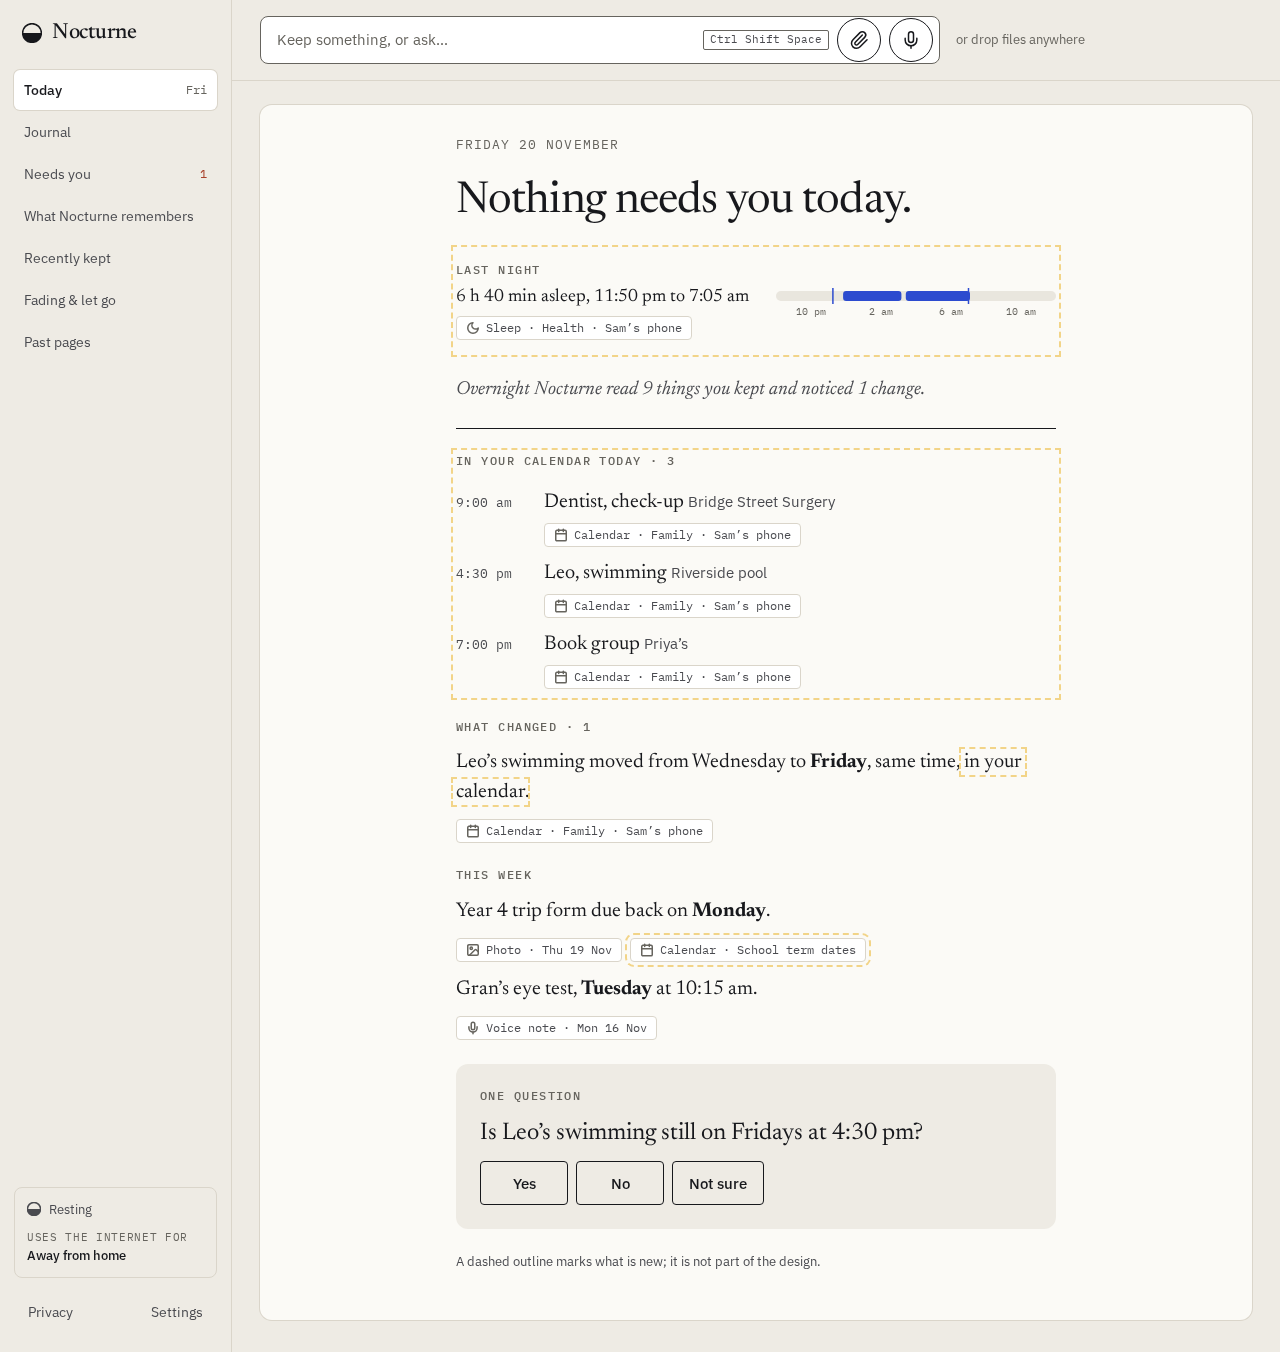 Nocturne
Today Fri
Journal
Needs you 1
What Nocturne remembers
Recently kept
Fading & let go
Past pages
Resting
USES THE INTERNET FOR
Away from home
Privacy Settings
Keep something, or ask... Ctrl Shift Space or drop files anywhere
FRIDAY 20 NOVEMBER
Nothing needs you today.
LAST NIGHT
6 h 40 min asleep, 11:50 pm to 7:05 am
Sleep · Health · Sam’s phone
10 pm 2 am 6 am 10 am
Overnight Nocturne read 9 things you kept and noticed 1 change.
IN YOUR CALENDAR TODAY · 3
9:00 am Dentist, check-up Bridge Street Surgery
Calendar · Family · Sam’s phone
4:30 pm Leo, swimming Riverside pool
Calendar · Family · Sam’s phone
7:00 pm Book group Priya’s
Calendar · Family · Sam’s phone
WHAT CHANGED · 1
Leo’s swimming moved from Wednesday to Friday, same time, in your
calendar.
Calendar · Family · Sam’s phone
THIS WEEK
Year 4 trip form due back on Monday.
Photo · Thu 19 Nov Calendar · School term dates
Gran’s eye test, Tuesday at 10:15 am.
Voice note · Mon 16 Nov
ONE QUESTION
Is Leo’s swimming still on Fridays at 4:30 pm?
Yes No Not sure
A dashed outline marks what is new; it is not part of the design.